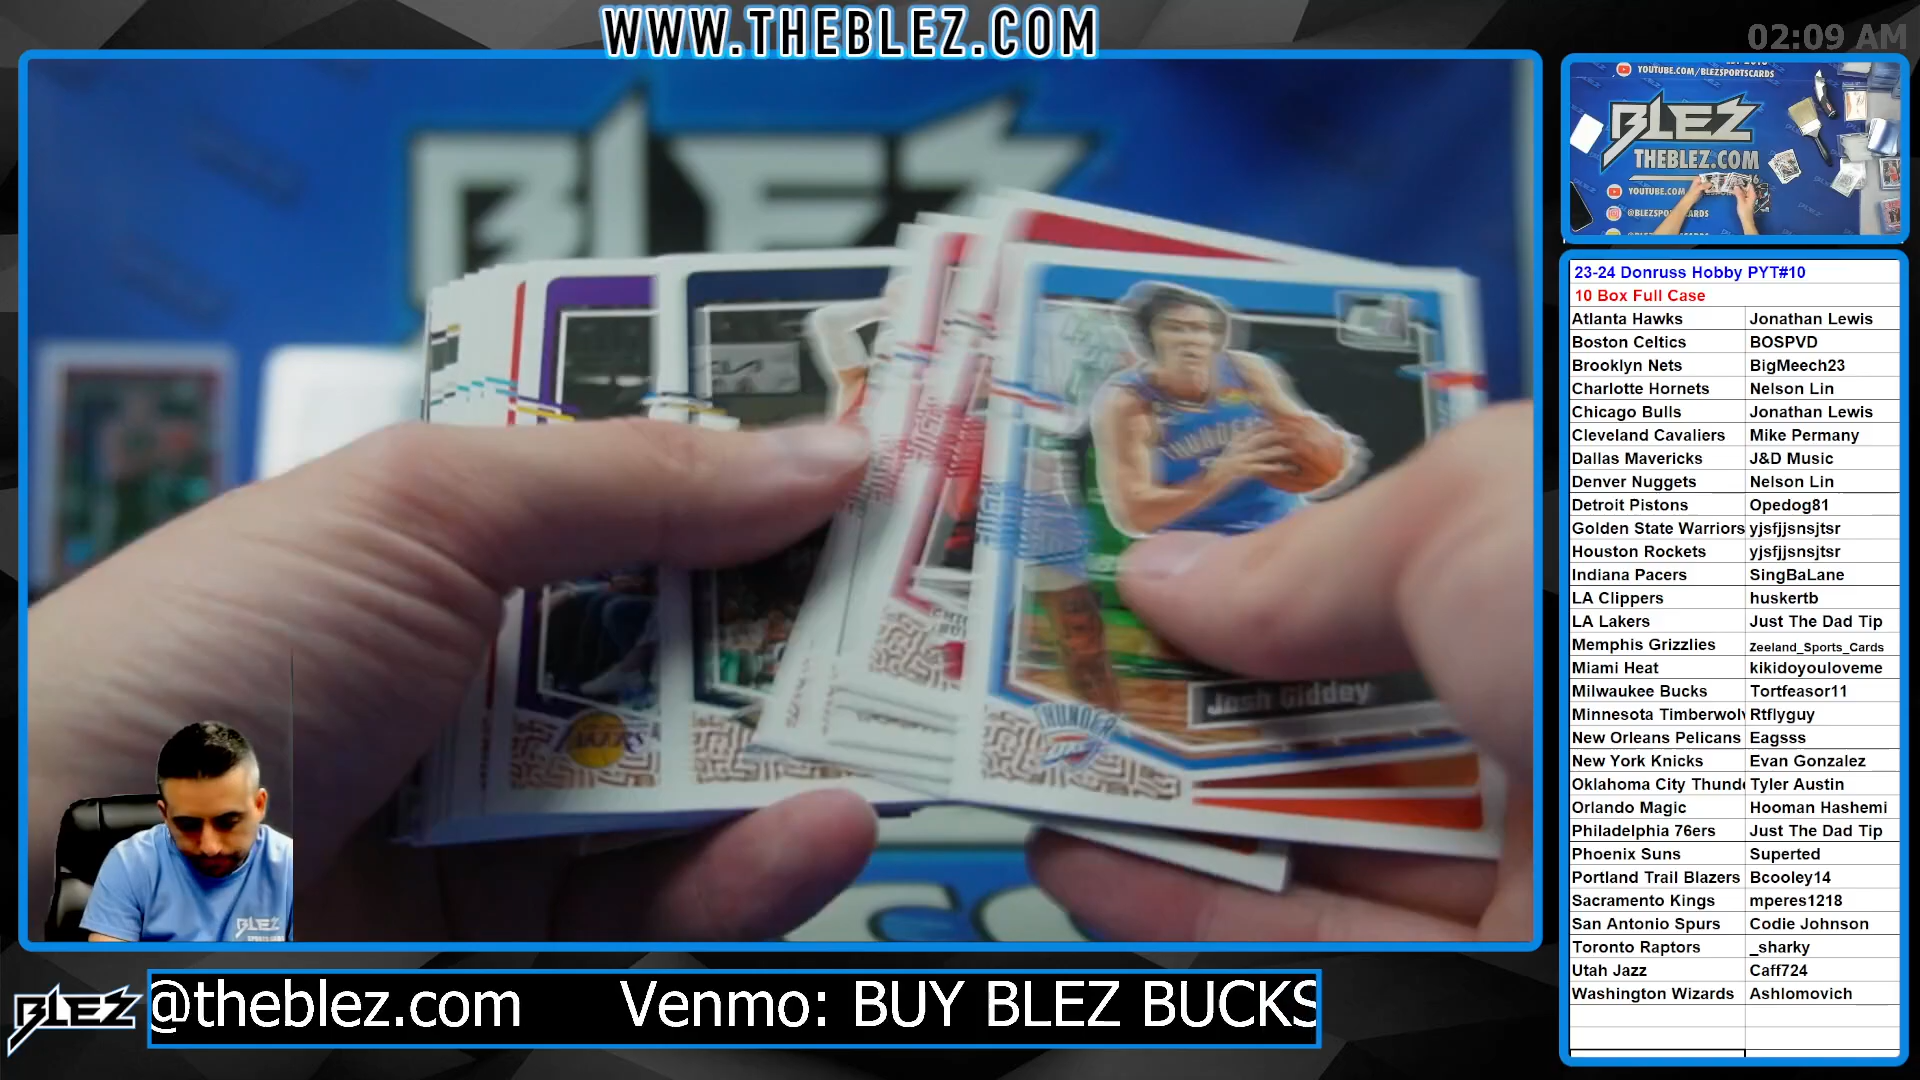 WWW.THEBLEZ.COM
02:09 AM
BLEZ
Josh Giddey
THUNDER
YOUTUBE.COM/BLEZSPORTSCARDS
BLEZ
THEBLEZ.COM
YOUTUBE.COM
23-24 Donruss Hobby PYT#10
10 Box Full Case
Atlanta Hawks Jonathan Lewis
Boston Celtics BOSPVD
Brooklyn Nets BigMeech23
Charlotte Hornets Nelson Lin
Chicago Bulls Jonathan Lewis
Cleveland Cavaliers Mike Permany
Dallas Mavericks J&D Music
Denver Nuggets Nelson Lin
Detroit Pistons Opedog81
Golden State Warriors yjsfjjsnsjtsr
Houston Rockets yjsfjjsnsjtsr
Indiana Pacers SingBaLane
LA Clippers huskertb
LA Lakers Just The Dad Tip
Memphis Grizzlies Zeeland_Sports_Cards
Miami Heat kikidoyouloveme
Milwaukee Bucks Tortfeasor11
Minnesota Timberwolv Rtflyguy
New Orleans Pelicans Eagsss
New York Knicks Evan Gonzalez
Oklahoma City Thunde Tyler Austin
Orlando Magic Hooman Hashemi
Philadelphia 76ers Just The Dad Tip
Phoenix Suns Superted
Portland Trail Blazers Bcooley14
Sacramento Kings mperes1218
San Antonio Spurs Codie Johnson
Toronto Raptors _sharky
Utah Jazz Caff724
Washington Wizards Ashlomovich
BLEZ
BLEZ
@theblez.com Venmo: BUY BLEZ BUCKS